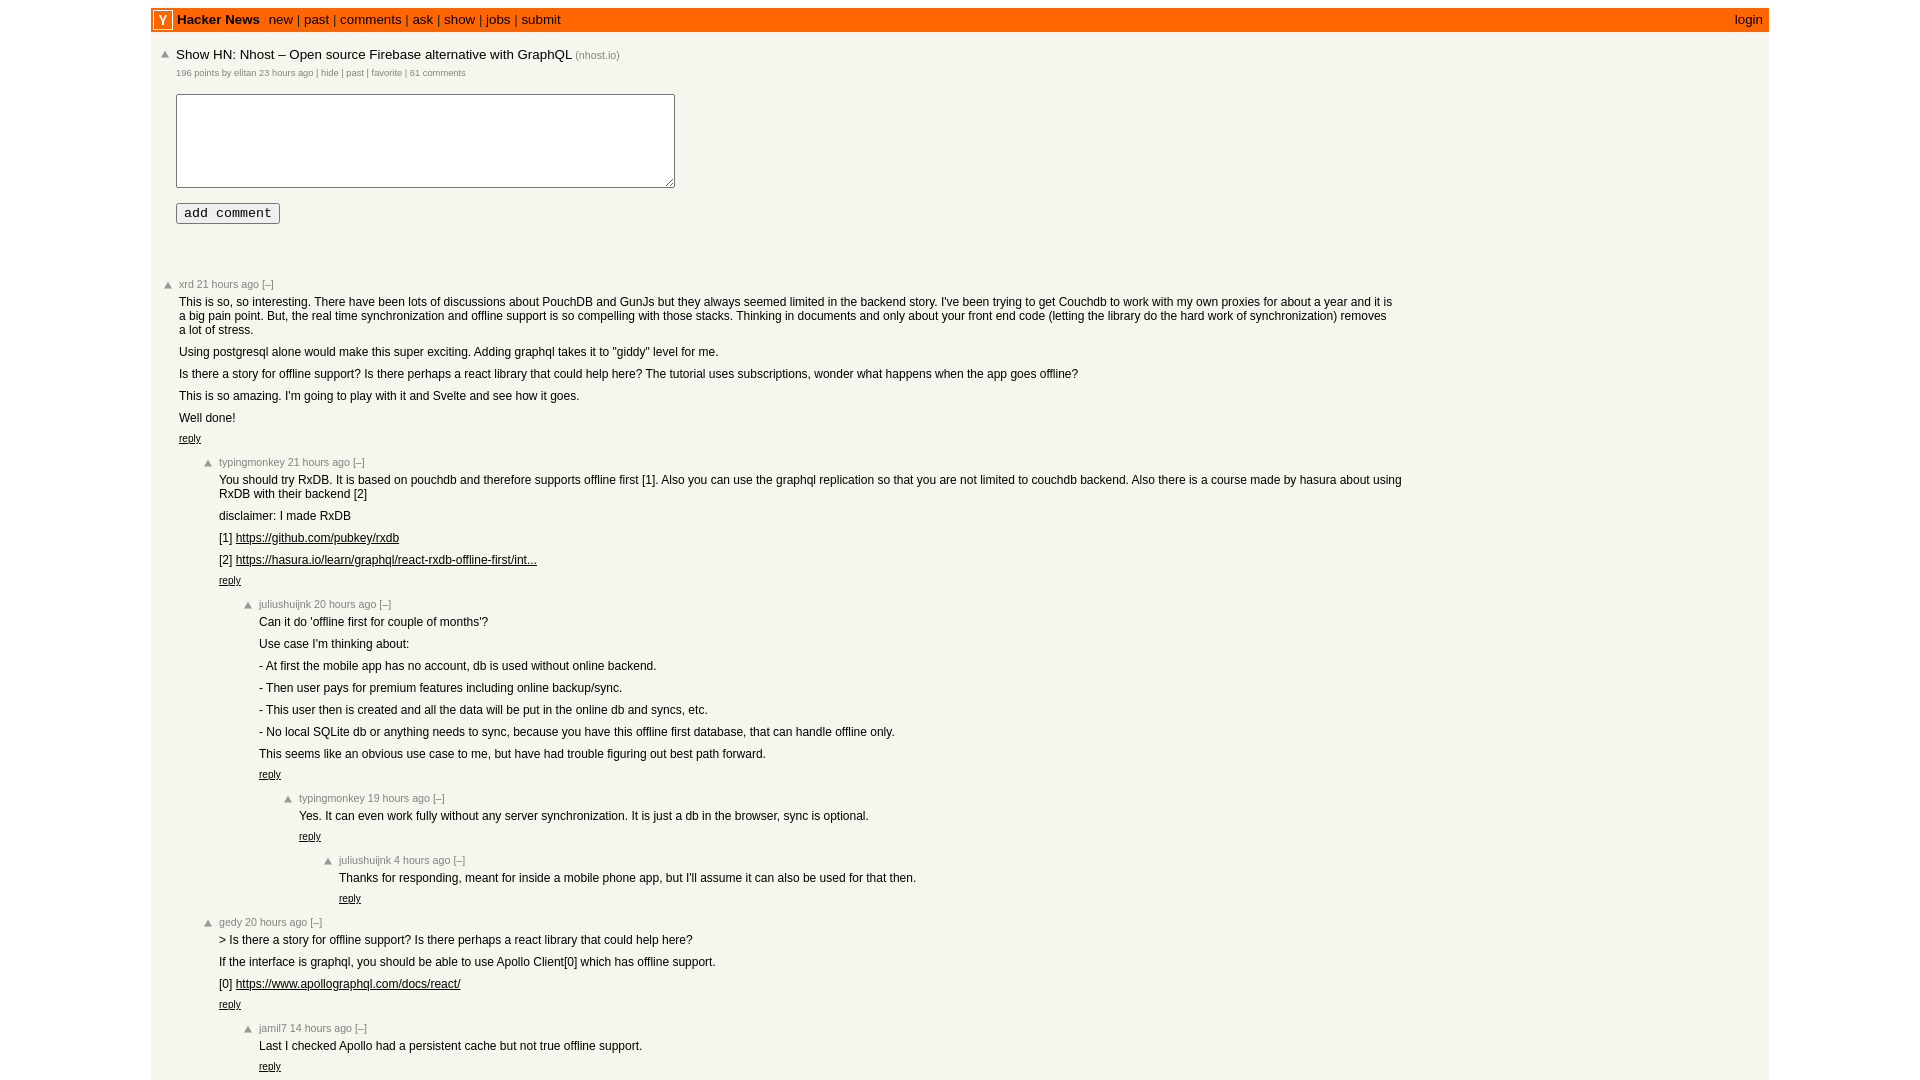 Y Hacker News new | past | comments | ask | show | jobs | submit login
Show HN: Nhost – Open source Firebase alternative with GraphQL (nhost.io)
196 points by elitan 23 hours ago | hide | past | favorite | 61 comments
add comment
xrd 21 hours ago [–]
This is so, so interesting. There have been lots of discussions about PouchDB and GunJs but they always seemed limited in the backend story. I've been trying to get Couchdb to work with my own proxies for about a year and it is
a big pain point. But, the real time synchronization and offline support is so compelling with those stacks. Thinking in documents and only about your front end code (letting the library do the hard work of synchronization) removes
a lot of stress.
Using postgresql alone would make this super exciting. Adding graphql takes it to "giddy" level for me.
Is there a story for offline support? Is there perhaps a react library that could help here? The tutorial uses subscriptions, wonder what happens when the app goes offline?
This is so amazing. I'm going to play with it and Svelte and see how it goes.
Well done!
reply
typingmonkey 21 hours ago [–]
You should try RxDB. It is based on pouchdb and therefore supports offline first [1]. Also you can use the graphql replication so that you are not limited to couchdb backend. Also there is a course made by hasura about using
RxDB with their backend [2]
disclaimer: I made RxDB
[1] https://github.com/pubkey/rxdb
[2] https://hasura.io/learn/graphql/react-rxdb-offline-first/int...
reply
juliushuijnk 20 hours ago [–]
Can it do 'offline first for couple of months'?
Use case I'm thinking about:
- At first the mobile app has no account, db is used without online backend.
- Then user pays for premium features including online backup/sync.
- This user then is created and all the data will be put in the online db and syncs, etc.
- No local SQLite db or anything needs to sync, because you have this offline first database, that can handle offline only.
This seems like an obvious use case to me, but have had trouble figuring out best path forward.
reply
typingmonkey 19 hours ago [–]
Yes. It can even work fully without any server synchronization. It is just a db in the browser, sync is optional.
reply
juliushuijnk 4 hours ago [–]
Thanks for responding, meant for inside a mobile phone app, but I'll assume it can also be used for that then.
reply
gedy 20 hours ago [–]
> Is there a story for offline support? Is there perhaps a react library that could help here?
If the interface is graphql, you should be able to use Apollo Client[0] which has offline support.
[0] https://www.apollographql.com/docs/react/
reply
jamil7 14 hours ago [–]
Last I checked Apollo had a persistent cache but not true offline support.
reply